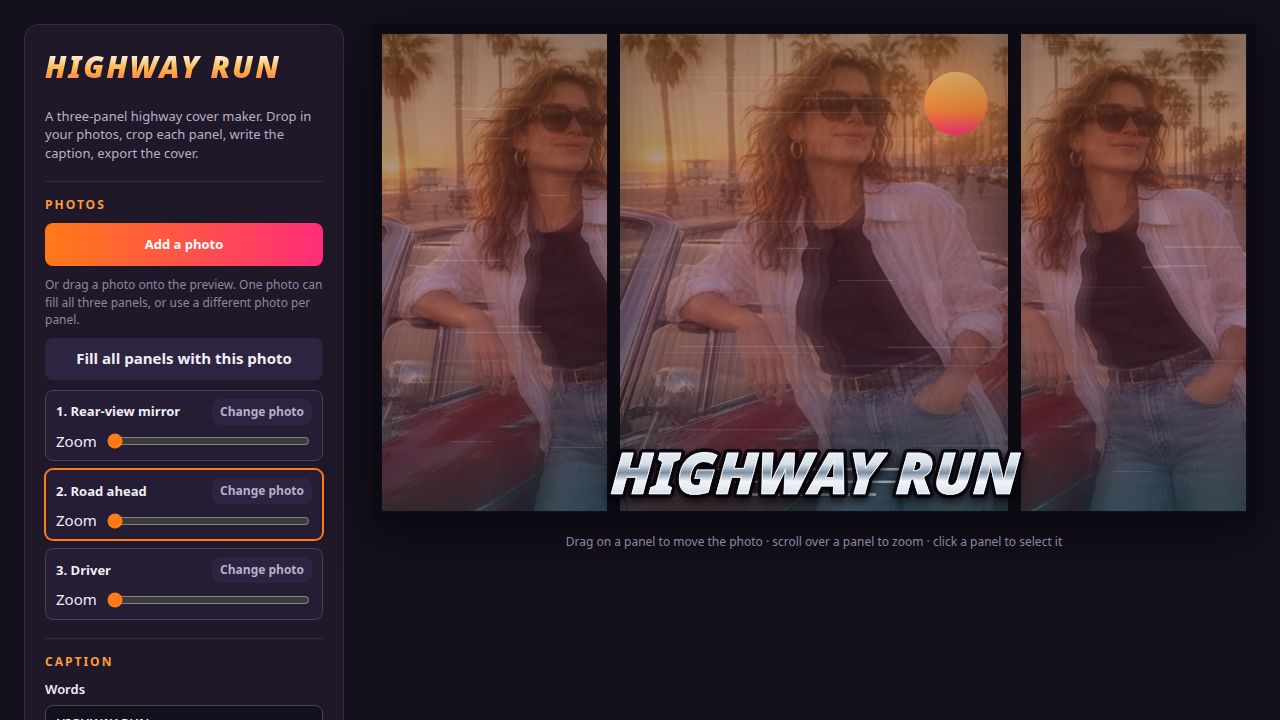 HIGHWAY RUN
A three-panel highway cover maker. Drop in
your photos, crop each panel, write the
caption, export the cover.
PHOTOS
Add a photo
Or drag a photo onto the preview. One photo can
fill all three panels, or use a different photo per
panel.
Fill all panels with this photo
1. Rear-view mirror
Change photo
Zoom
2. Road ahead
Change photo
Zoom
3. Driver
Change photo
Zoom
CAPTION
Words
HIGHWAY RUN
Drag on a panel to move the photo · scroll over a panel to zoom · click a panel to select it